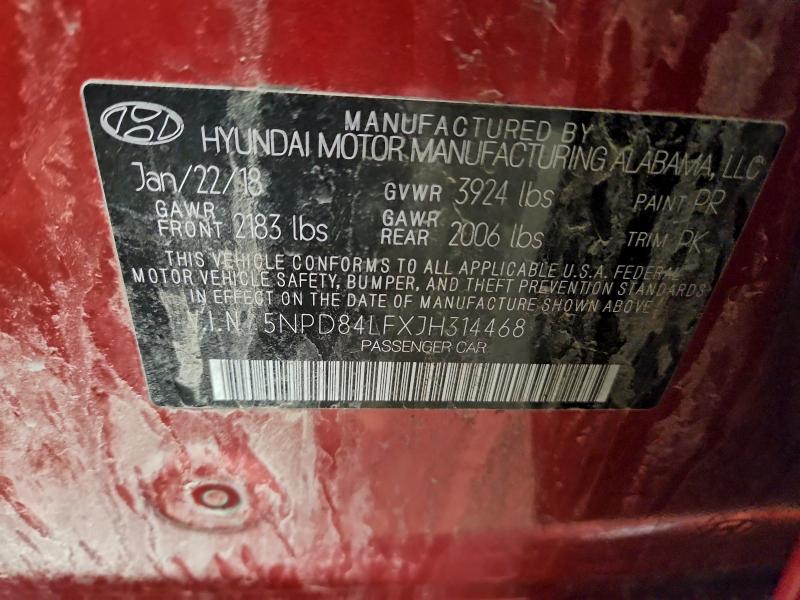 MANUFACTURED BY
HYUNDAI MOTOR MANUFACTURING ALABAMA, LLC
Jan/22/18 GVWR 3924 lbs PAINT PR
GAWR FRONT 2183 lbs GAWR REAR 2006 lbs TRIM PK
THIS VEHICLE CONFORMS TO ALL APPLICABLE U.S.A. FEDERAL
MOTOR VEHICLE SAFETY, BUMPER, AND THEFT PREVENTION STANDARDS
IN EFFECT ON THE DATE OF MANUFACTURE SHOWN ABOVE
V.I.N / 5NPD84LFXJH314468
PASSENGER CAR